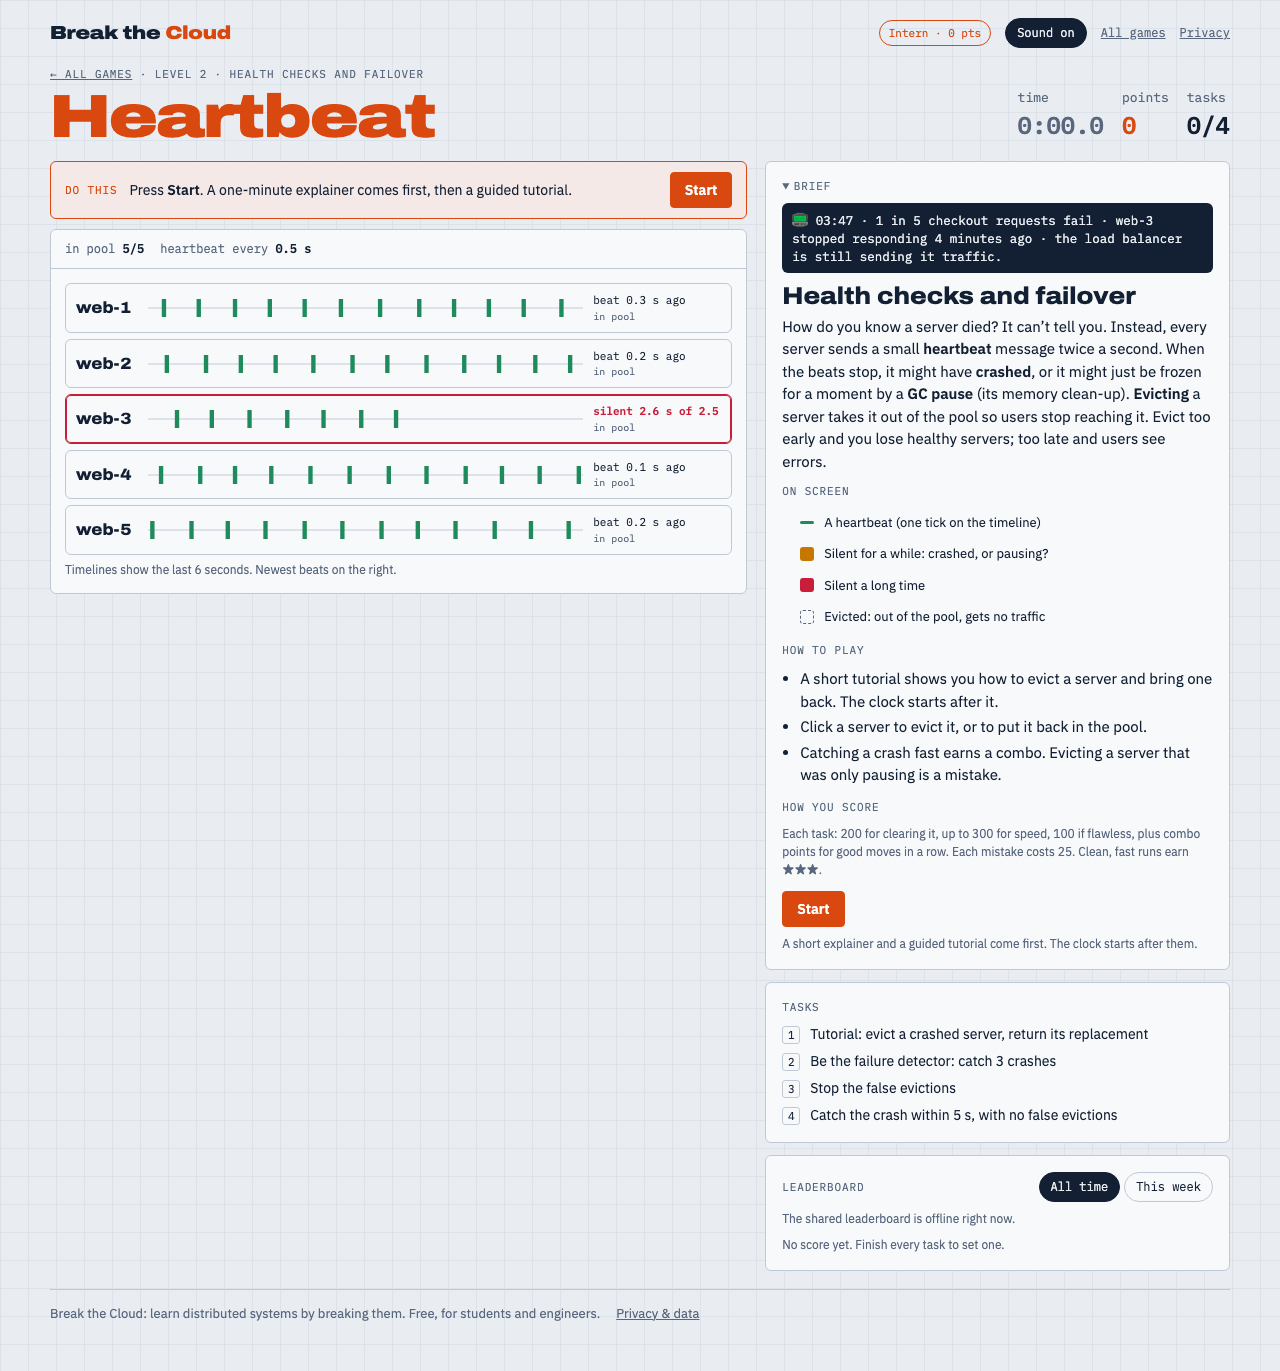 Break the Cloud
Intern · 0 pts
Sound on
All games
Privacy
← ALL GAMES · LEVEL 2 · HEALTH CHECKS AND FAILOVER
Heartbeat
time
0:00.0
points
0
tasks
0/4
DO THIS Press Start. A one-minute explainer comes first, then a guided tutorial.
Start
in pool 5/5 heartbeat every 0.5 s
web-1
beat 0.3 s ago
in pool
web-2
beat 0.2 s ago
in pool
web-3
silent 2.6 s of 2.5
in pool
web-4
beat 0.1 s ago
in pool
web-5
beat 0.2 s ago
in pool
Timelines show the last 6 seconds. Newest beats on the right.
▼ BRIEF
03:47 · 1 in 5 checkout requests fail · web-3
stopped responding 4 minutes ago · the load balancer
is still sending it traffic.
Health checks and failover
How do you know a server died? It can’t tell you. Instead, every
server sends a small heartbeat message twice a second. When
the beats stop, it might have crashed, or it might just be frozen
for a moment by a GC pause (its memory clean-up). Evicting a
server takes it out of the pool so users stop reaching it. Evict too
early and you lose healthy servers; too late and users see
errors.
ON SCREEN
A heartbeat (one tick on the timeline)
Silent for a while: crashed, or pausing?
Silent a long time
Evicted: out of the pool, gets no traffic
HOW TO PLAY
• A short tutorial shows you how to evict a server and bring one
back. The clock starts after it.
• Click a server to evict it, or to put it back in the pool.
• Catching a crash fast earns a combo. Evicting a server that
was only pausing is a mistake.
HOW YOU SCORE
Each task: 200 for clearing it, up to 300 for speed, 100 if flawless, plus combo
points for good moves in a row. Each mistake costs 25. Clean, fast runs earn
★★★.
Start
A short explainer and a guided tutorial come first. The clock starts after them.
TASKS
1 Tutorial: evict a crashed server, return its replacement
2 Be the failure detector: catch 3 crashes
3 Stop the false evictions
4 Catch the crash within 5 s, with no false evictions
LEADERBOARD
All time
This week
The shared leaderboard is offline right now.
No score yet. Finish every task to set one.
Break the Cloud: learn distributed systems by breaking them. Free, for students and engineers. Privacy & data